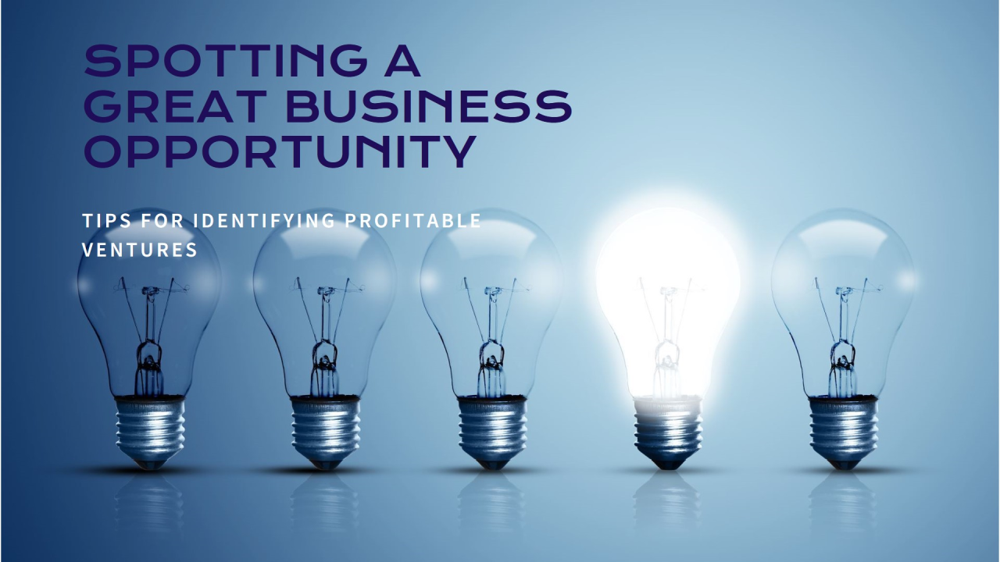 SPOTTING A
GREAT BUSINESS
OPPORTUNITY
TIPS FOR IDENTIFYING PROFITABLE
VENTURES